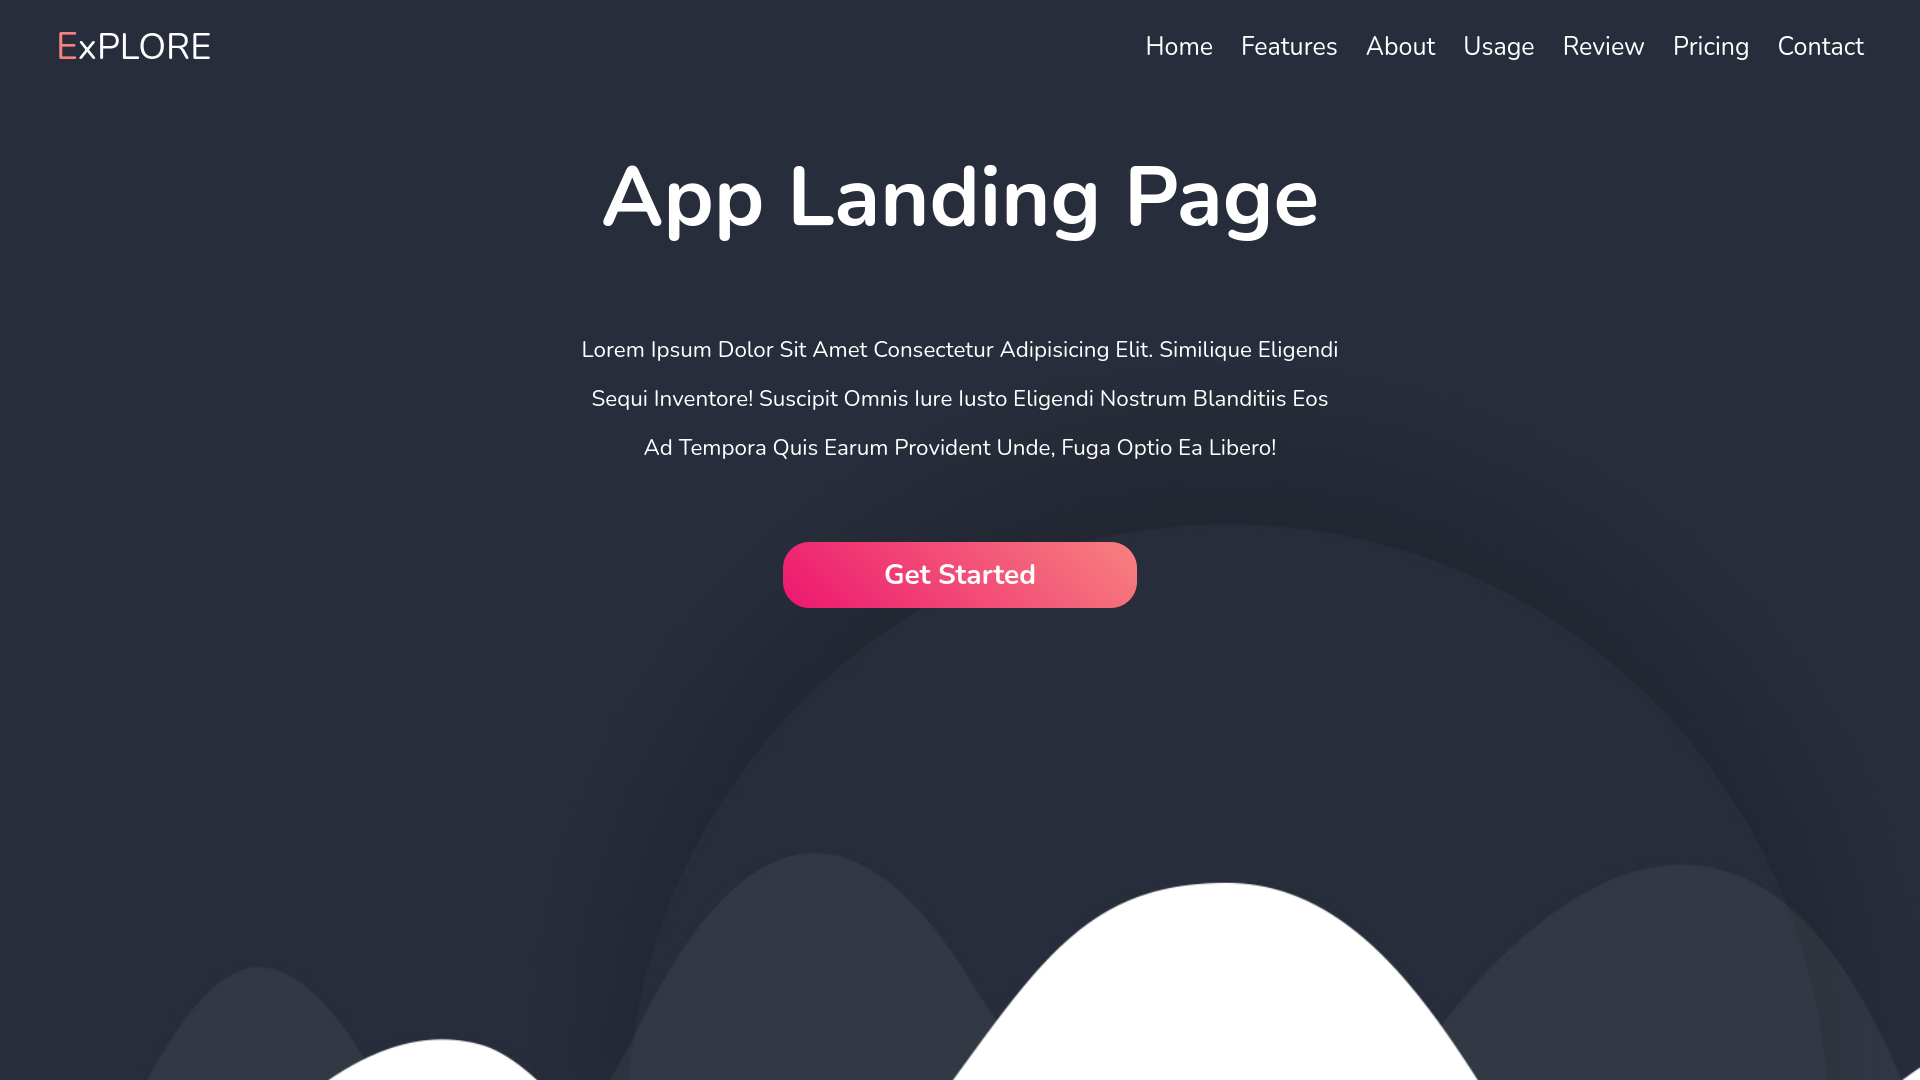 ExPLORE
Home Features About Usage Review Pricing Contact
App Landing Page
Lorem Ipsum Dolor Sit Amet Consectetur Adipisicing Elit. Similique Eligendi
Sequi Inventore! Suscipit Omnis Iure Iusto Eligendi Nostrum Blanditiis Eos
Ad Tempora Quis Earum Provident Unde, Fuga Optio Ea Libero!
Get Started